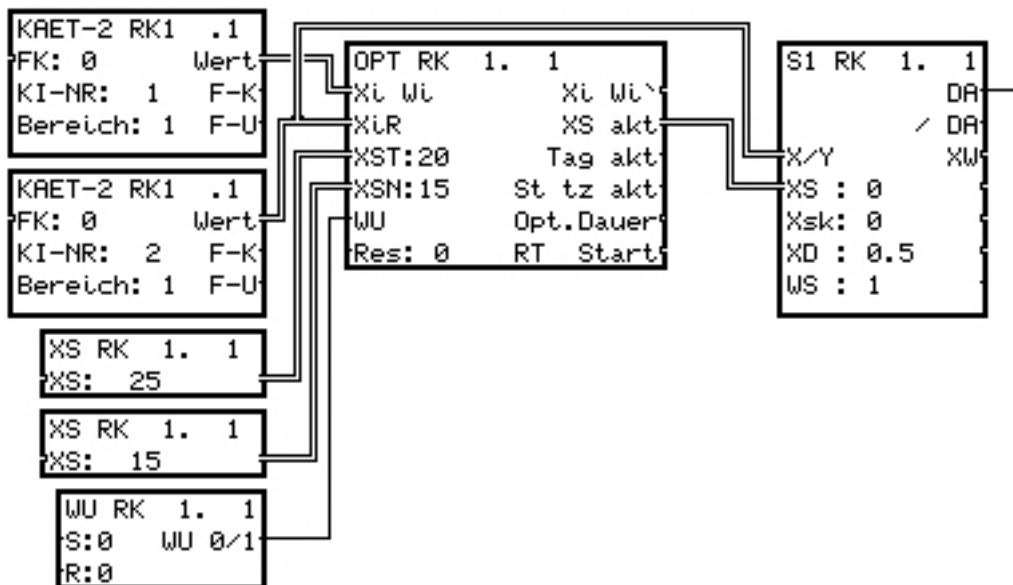 KAET-2 RK1 .1
FK: 0 Wert
KI-NR: 1 F-K
Bereich: 1 F-U
KAET-2 RK1 .1
FK: 0 Wert
KI-NR: 2 F-K
Bereich: 1 F-U
XS RK 1. 1
XS: 25
XS RK 1. 1
XS: 15
WU RK 1. 1
S:0 WU 0/1
R:0
OPT RK 1. 1
Xi Wi Xi Wi`
XiR XS akt
XST:20 Tag akt
XSN:15 St tz akt
WU Opt.Dauer
Res: 0 RT Start
S1 RK 1. 1
DA
/ DA
X/Y XW
XS : 0
Xsk: 0
XD : 0.5
WS : 1